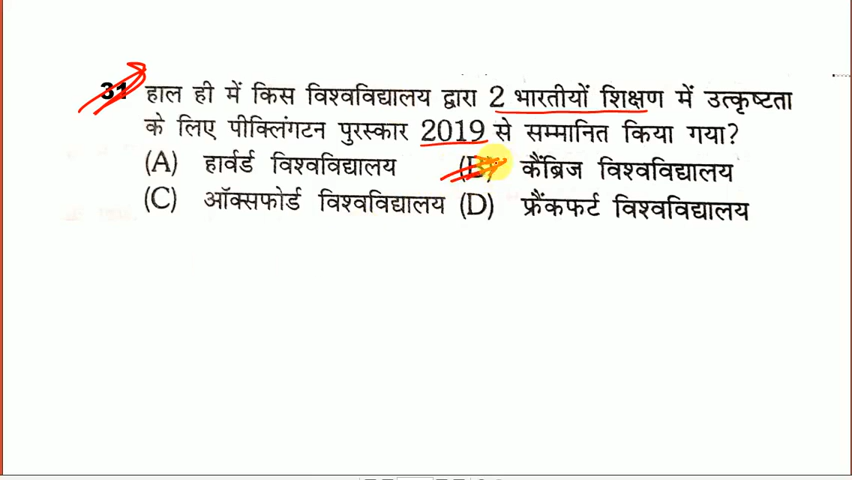 31 हाल ही में किस विश्वविद्यालय द्वारा 2 भारतीयों शिक्षण में उत्कृष्टता
के लिए पीक्लिंगटन पुरस्कार 2019 से सम्मानित किया गया?
(A) हार्वर्ड विश्वविद्यालय (B) कैंब्रिज विश्वविद्यालय
(C) ऑक्सफोर्ड विश्वविद्यालय (D) फ्रैंकफर्ट विश्वविद्यालय